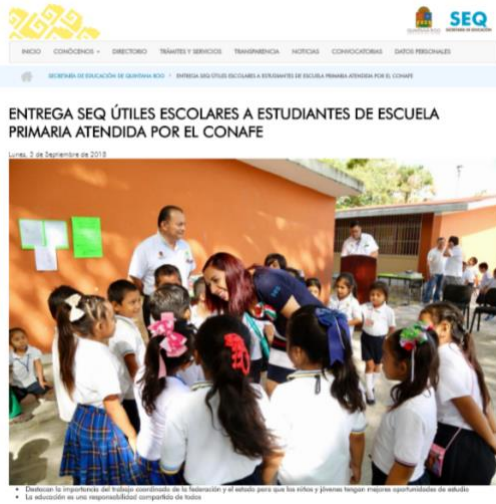 SEQ
SECRETARÍA DE EDUCACIÓN
INICIO CONÓCENOS DIRECTORIO TRÁMITES Y SERVICIOS TRANSPARENCIA NOTICIAS CONVOCATORIAS DATOS PERSONALES
SECRETARÍA DE EDUCACIÓN DE QUINTANA ROO > ENTREGA SEQ ÚTILES ESCOLARES A ESTUDIANTES DE ESCUELA PRIMARIA ATENDIDA POR EL CONAFE
ENTREGA SEQ ÚTILES ESCOLARES A ESTUDIANTES DE ESCUELA
PRIMARIA ATENDIDA POR EL CONAFE
Lunes, 3 de Septiembre de 2018
• Destacan la importancia del trabajo coordinado de la federación y el estado para que los niños y jóvenes tengan mejores oportunidades de estudio
• La educación es una responsabilidad compartida de todos